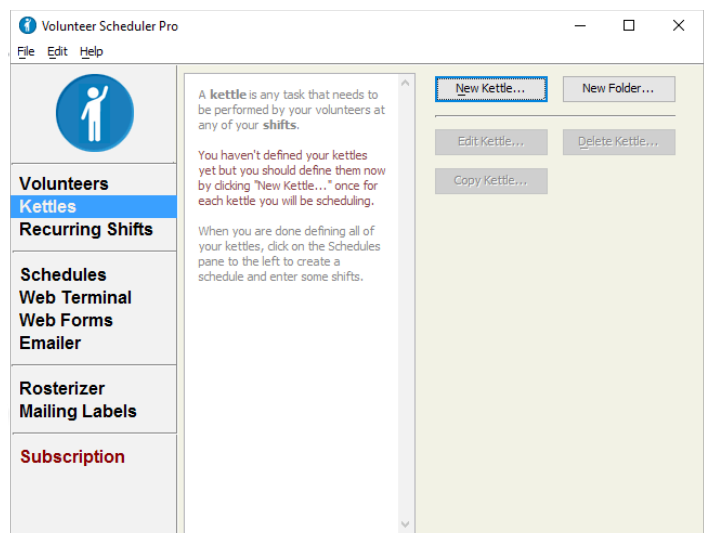 Volunteer Scheduler Pro
File Edit Help
Volunteers
Kettles
Recurring Shifts
Schedules
Web Terminal
Web Forms
Emailer
Rosterizer
Mailing Labels
Subscription
A kettle is any task that needs to
be performed by your volunteers at
any of your shifts.
You haven't defined your kettles
yet but you should define them now
by clicking "New Kettle..." once for
each kettle you will be scheduling.
When you are done defining all of
your kettles, click on the Schedules
pane to the left to create a
schedule and enter some shifts.
New Kettle... New Folder...
Edit Kettle... Delete Kettle...
Copy Kettle...